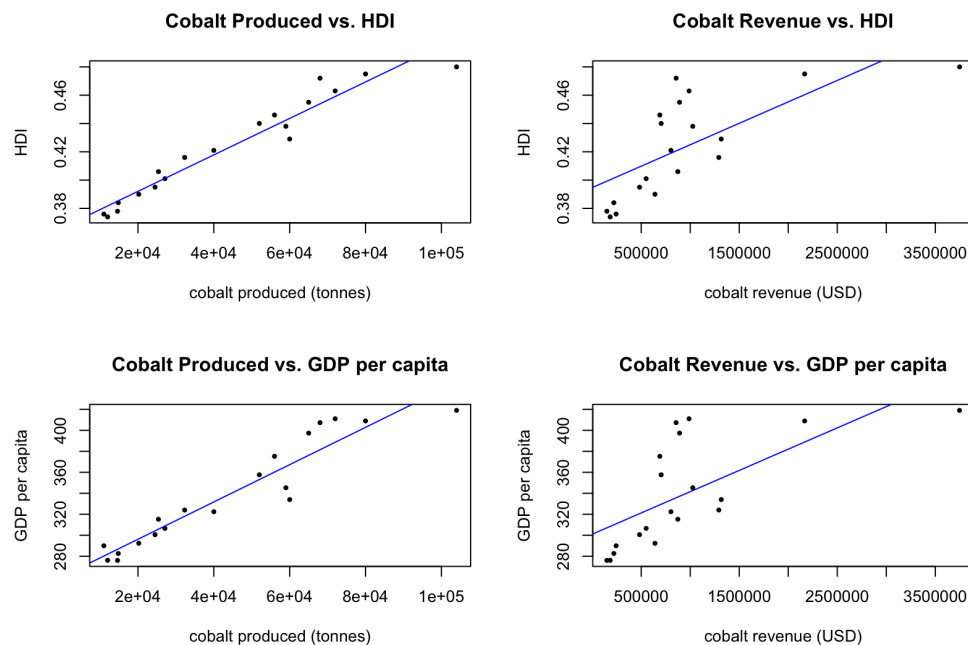 Cobalt Produced vs. HDI
HDI
0.46
0.42
0.38
2e+04 4e+04 6e+04 8e+04 1e+05
cobalt produced (tonnes)
Cobalt Revenue vs. HDI
HDI
0.46
0.42
0.38
500000 1500000 2500000 3500000
cobalt revenue (USD)
Cobalt Produced vs. GDP per capita
GDP per capita
400
360
320
280
2e+04 4e+04 6e+04 8e+04 1e+05
cobalt produced (tonnes)
Cobalt Revenue vs. GDP per capita
GDP per capita
400
360
320
280
500000 1500000 2500000 3500000
cobalt revenue (USD)